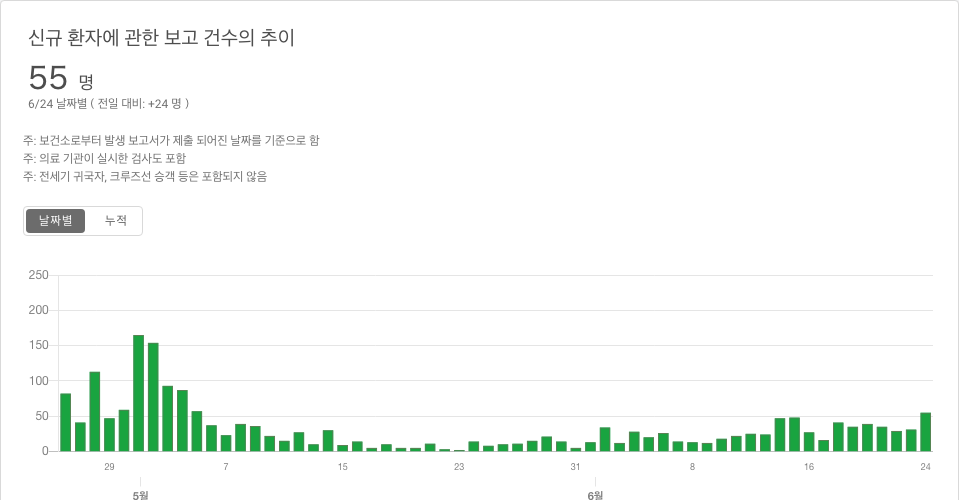 신규 환자에 관한 보고 건수의 추이
55 명
6/24 날짜별 ( 전일 대비: +24 명 )
주: 보건소로부터 발생 보고서가 제출 되어진 날짜를 기준으로 함
주: 의료 기관이 실시한 검사도 포함
주: 전세기 귀국자, 크루즈선 승객 등은 포함되지 않음
날짜별 누적
250
200
150
100
50
0
29 7 15 23 31 8 16 24
5월 6월